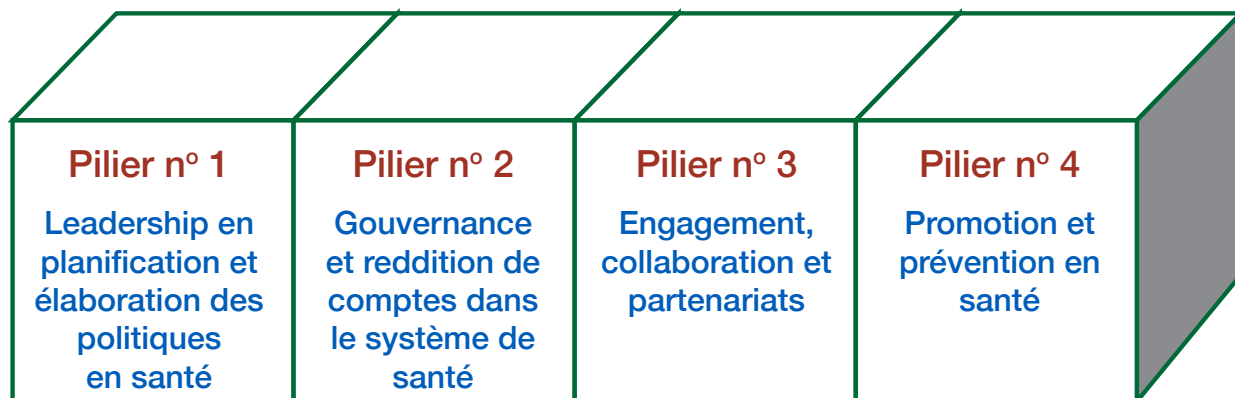 Pilier nº 1
Leadership en
planification et
élaboration des
politiques
en santé
Pilier nº 2
Gouvernance
et reddition de
comptes dans
le système de
santé
Pilier nº 3
Engagement,
collaboration et
partenariats
Pilier nº 4
Promotion et
prévention en
santé